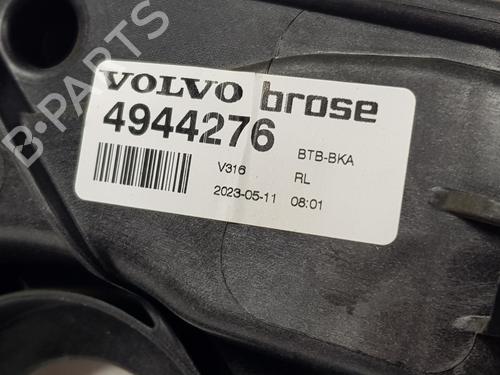 VOLVO brose
4944276
BTB-BKA
V316 RL
2023-05-11 08:01
B-PARTS